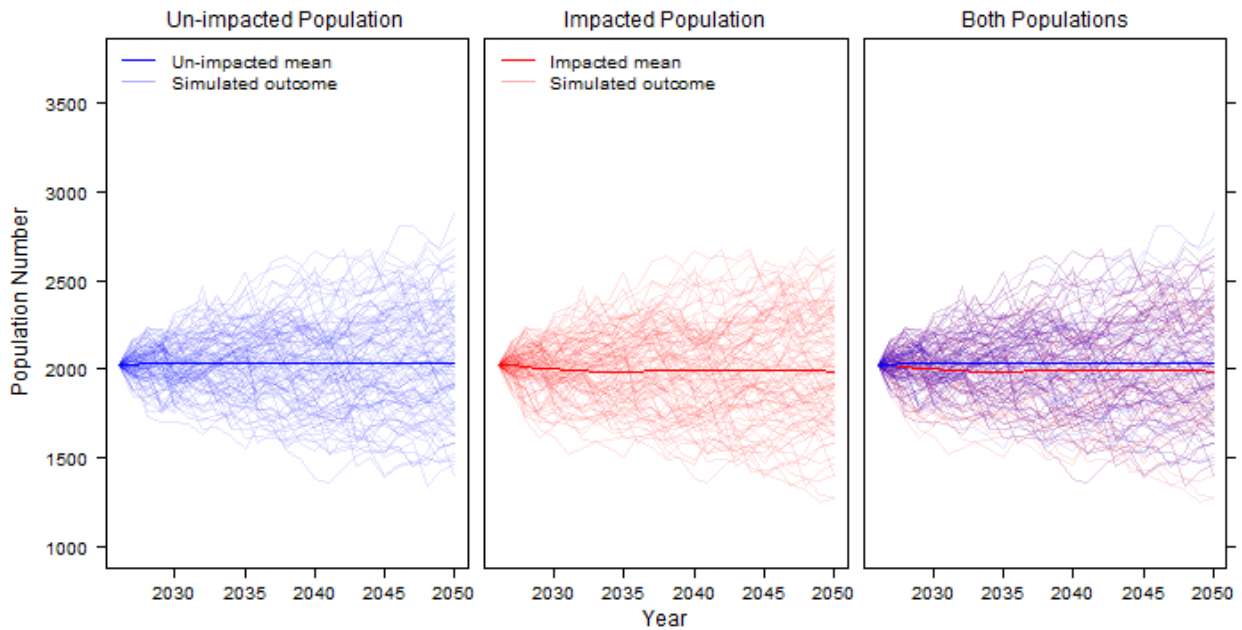 Un-impacted Population
Impacted Population
Both Populations
Un-impacted mean
Simulated outcome
Impacted mean
Simulated outcome
Population Number
3500
3000
2500
2000
1500
1000
2030 2035 2040 2045 2050
2030 2035 2040 2045 2050
2030 2035 2040 2045 2050
Year